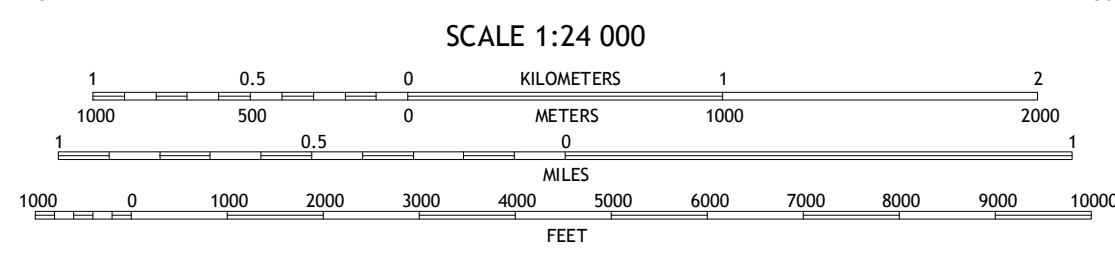 SCALE 1:24 000
1 0.5 0 KILOMETERS 1 2
1000 500 0 METERS 1000 2000
1 0.5 0 1
MILES
1000 0 1000 2000 3000 4000 5000 6000 7000 8000 9000 10000
FEET